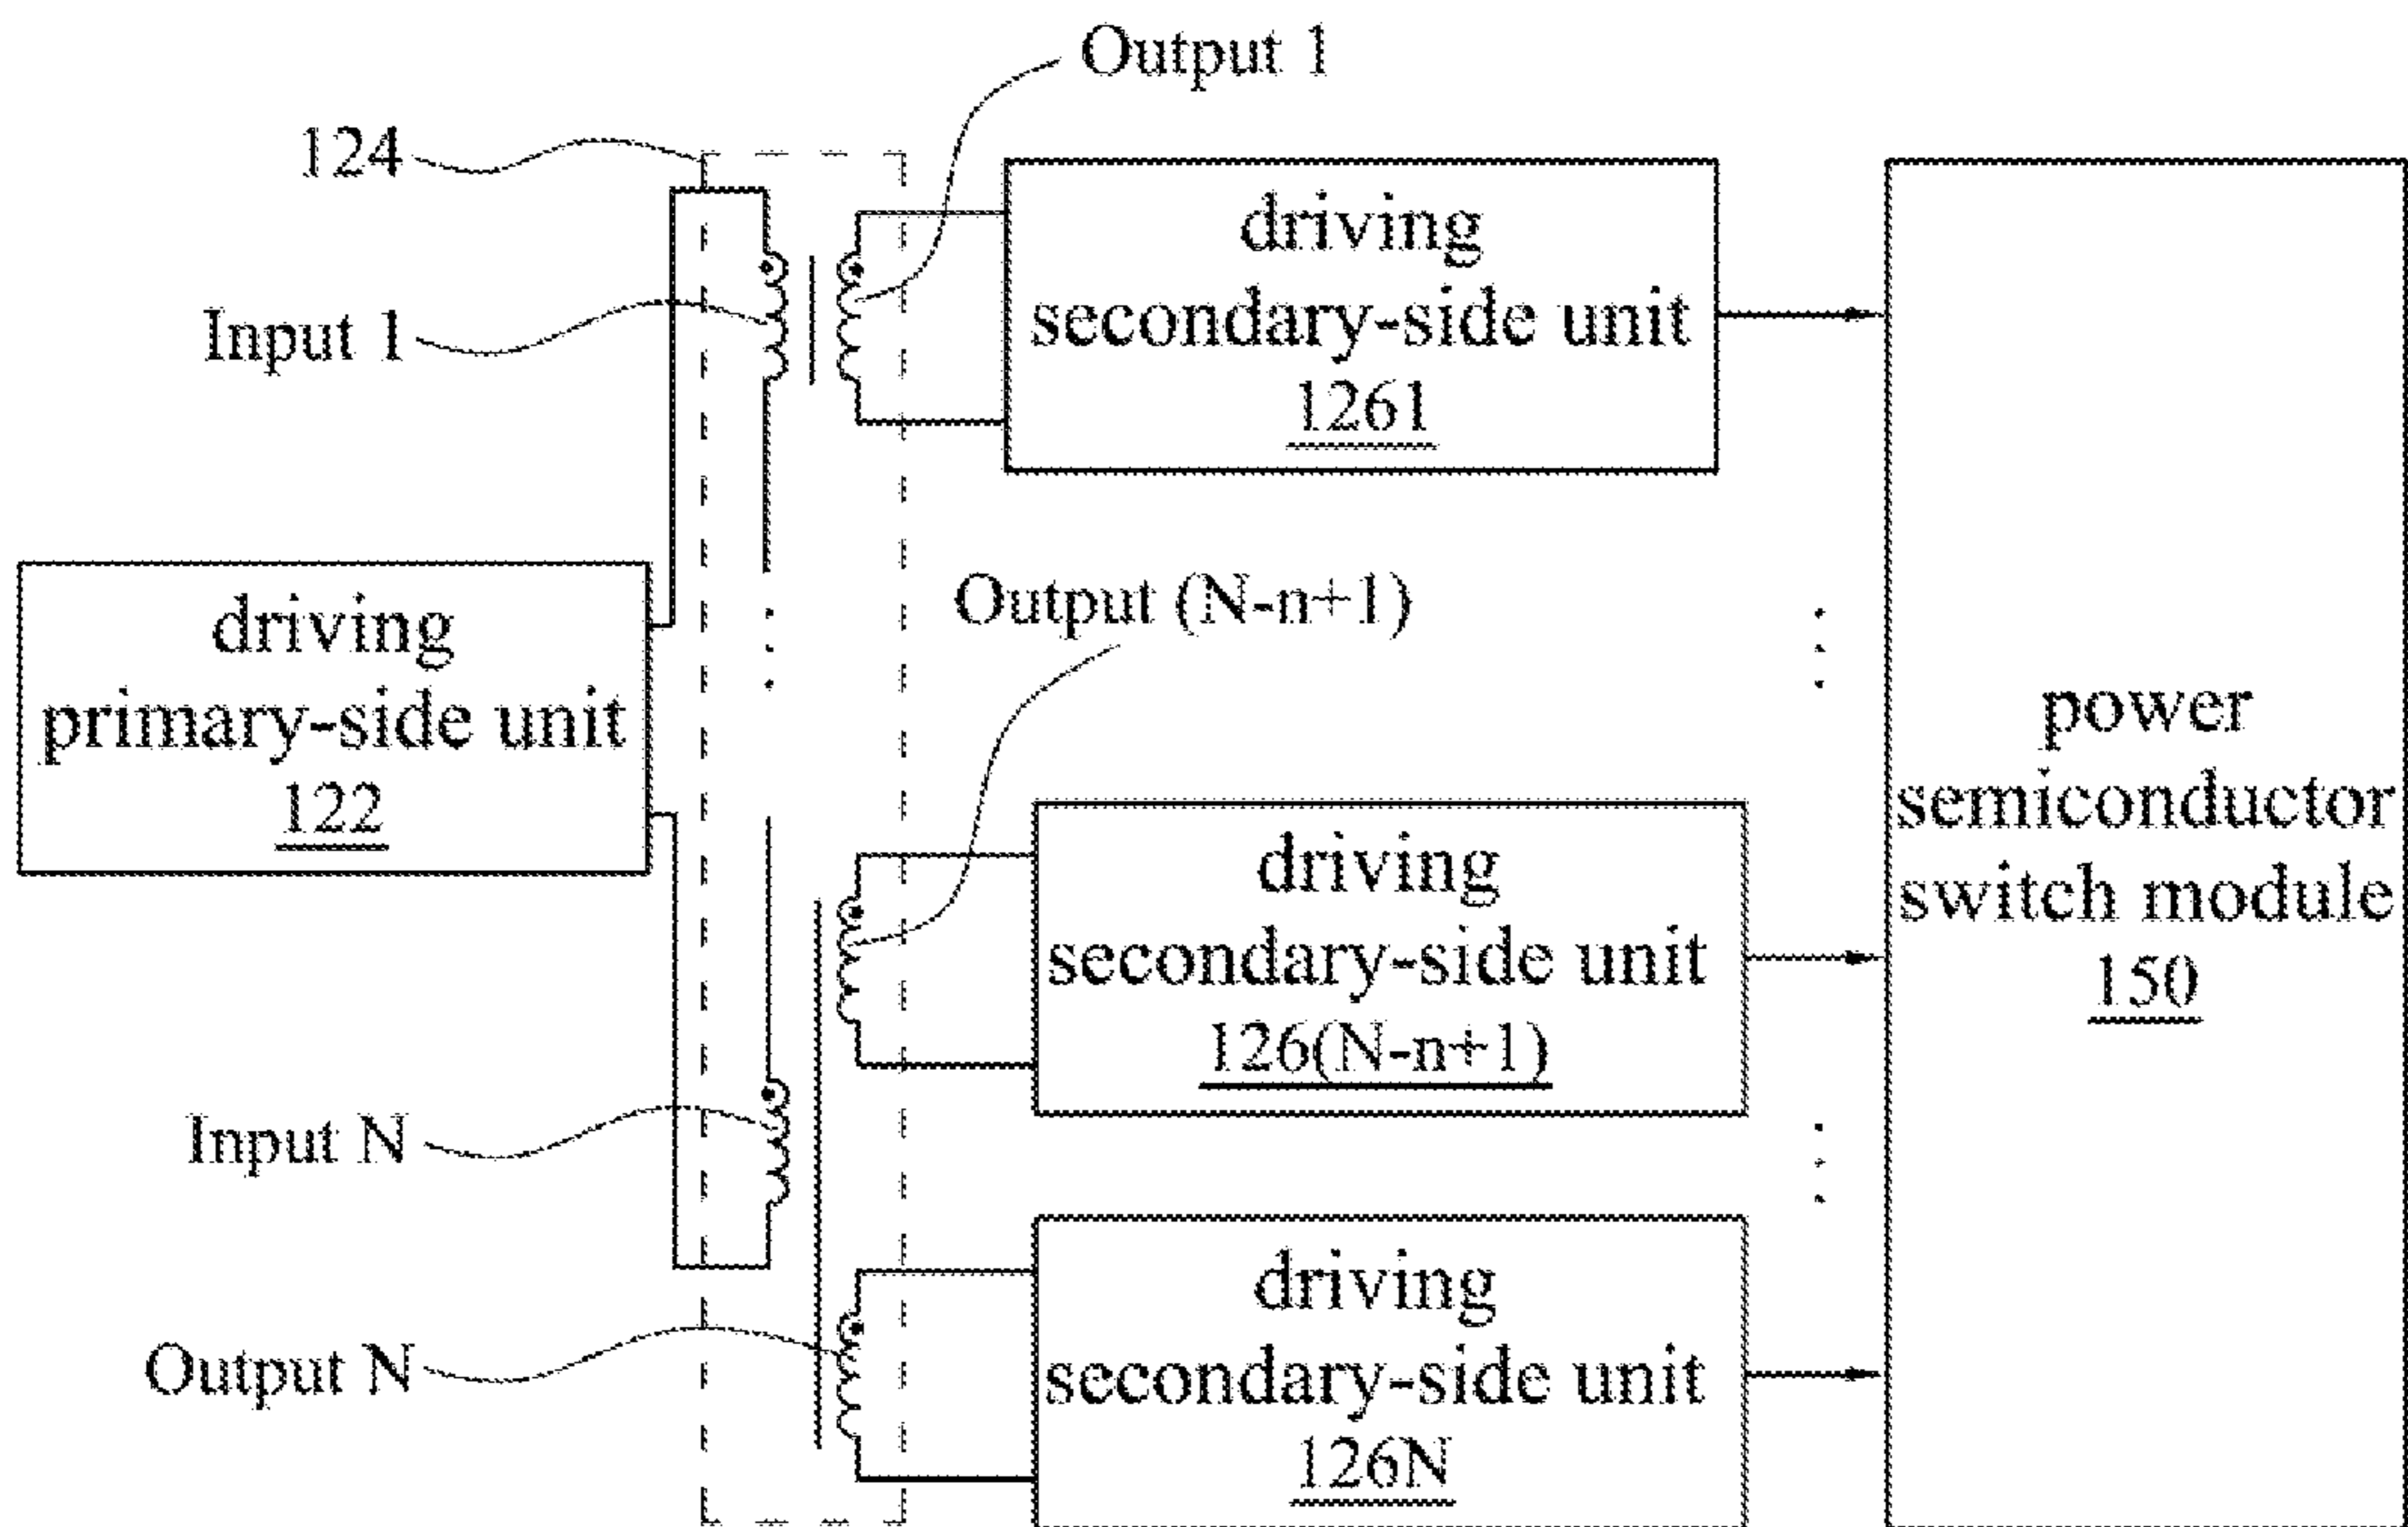 Output 1
124
driving
secondary-side unit
1261
Input 1
Output (N-n+1)
driving
primary-side unit
122
power
semiconductor
switch module
150
driving
secondary-side unit
126(N-n+1)
Input N
driving
secondary-side unit
126N
Output N